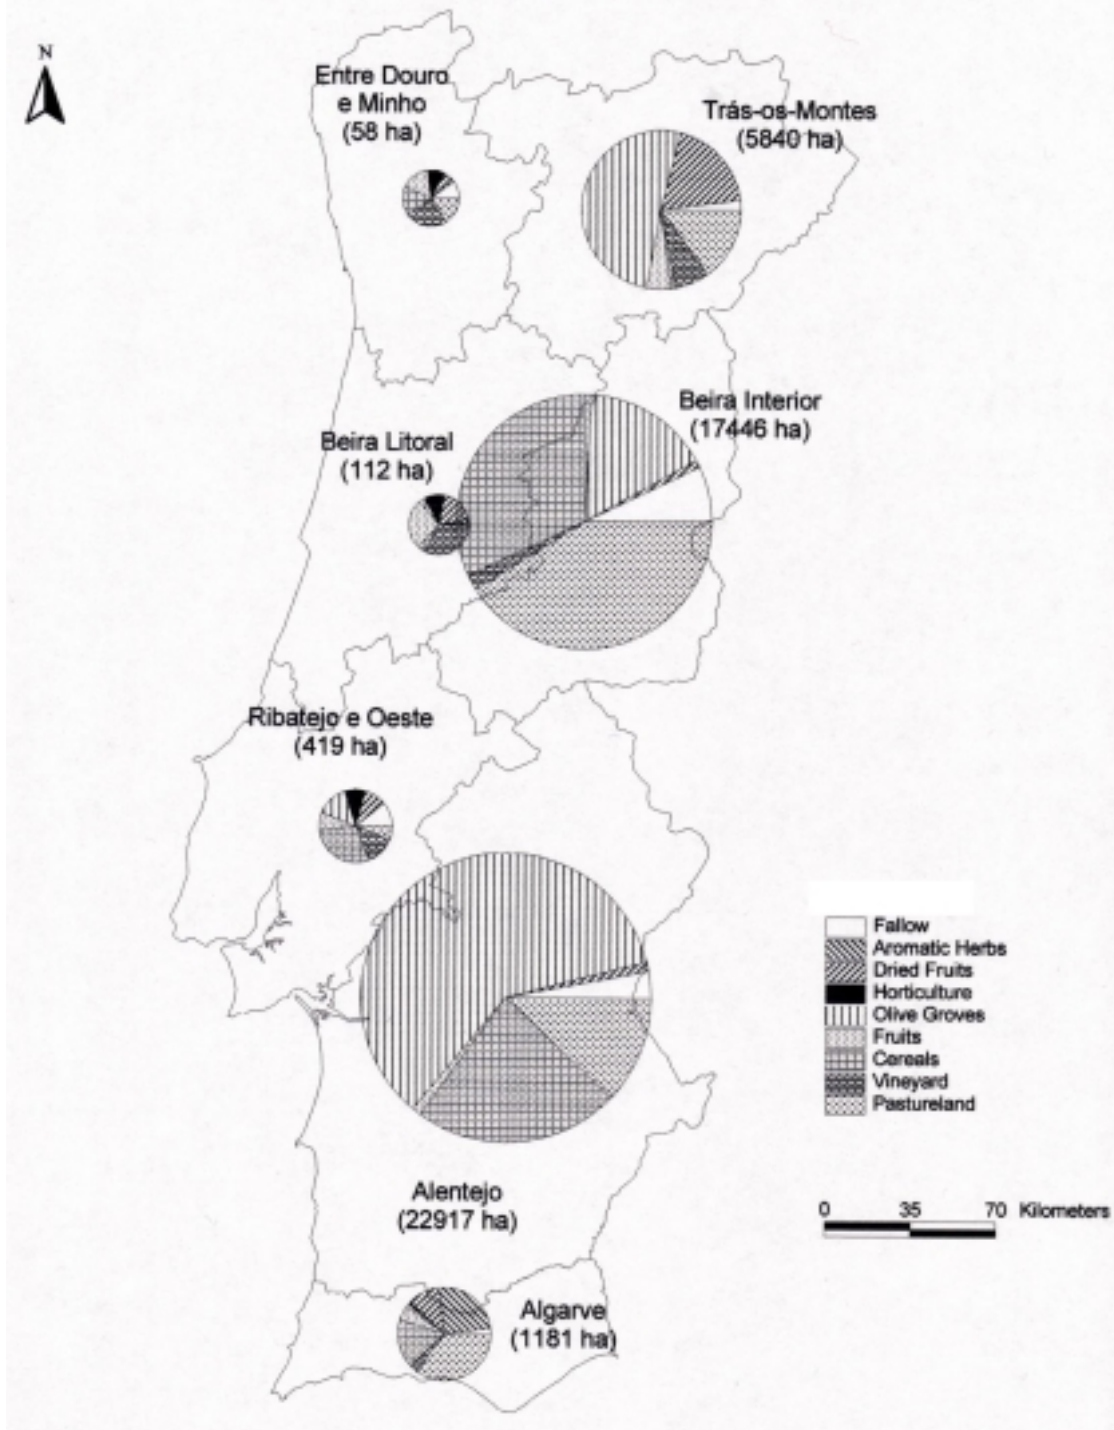 N
Entre Douro
e Minho
(58 ha)
Trás-os-Montes
(5840 ha)
Beira Interior
(17446 ha)
Beira Litoral
(112 ha)
Ribatejo e Oeste
(419 ha)
Fallow
Aromatic Herbs
Dried Fruits
Horticulture
Olive Groves
Fruits
Cereals
Vineyard
Pastureland
Alentejo
(22917 ha)
0 35 70 Kilometers
Algarve
(1181 ha)